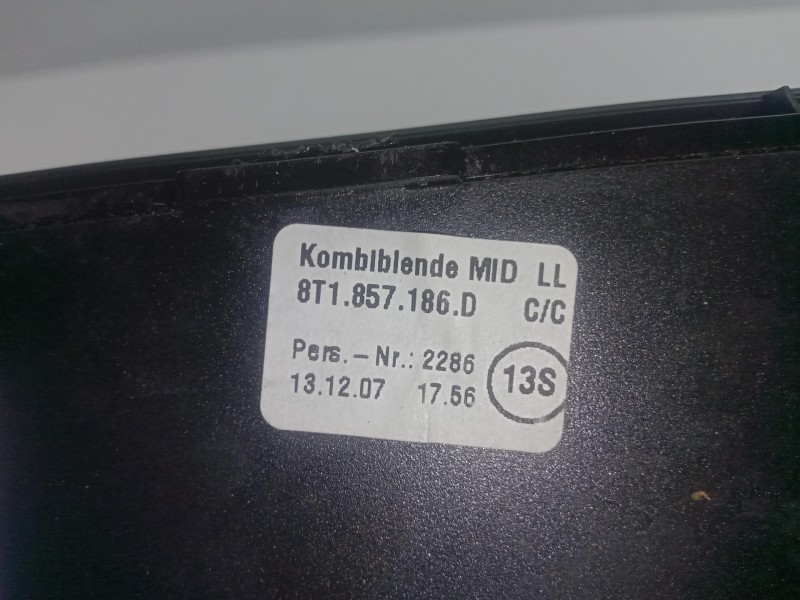 Kombiblende MID LL
8T1.857.186.D C/C
Pers.-Nr.: 2286
13.12.07 17.56
13S